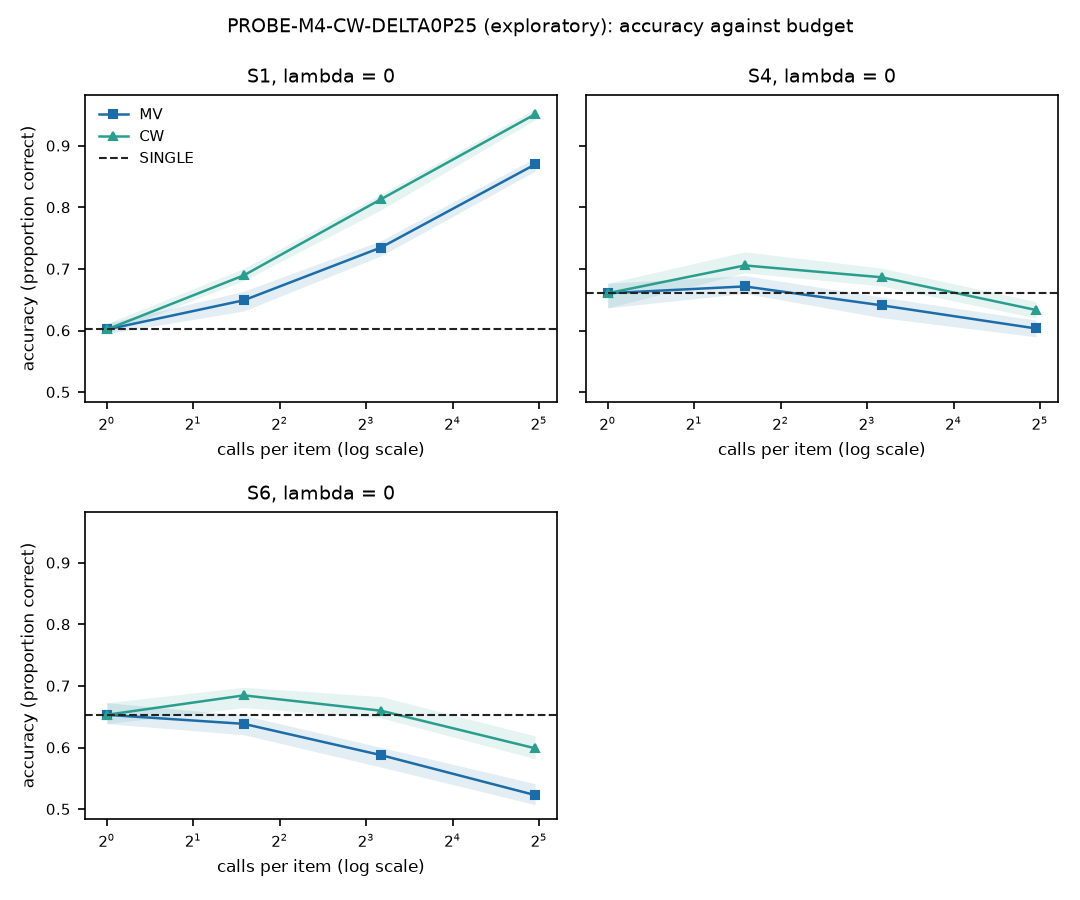 PROBE-M4-CW-DELTA0P25 (exploratory): accuracy against budget
S1, lambda = 0
accuracy (proportion correct)
0.9
0.8
0.7
0.6
0.5
MV
CW
SINGLE
2⁰ 2¹ 2² 2³ 2⁴ 2⁵
calls per item (log scale)
S4, lambda = 0
2⁰ 2¹ 2² 2³ 2⁴ 2⁵
calls per item (log scale)
S6, lambda = 0
accuracy (proportion correct)
0.9
0.8
0.7
0.6
0.5
2⁰ 2¹ 2² 2³ 2⁴ 2⁵
calls per item (log scale)